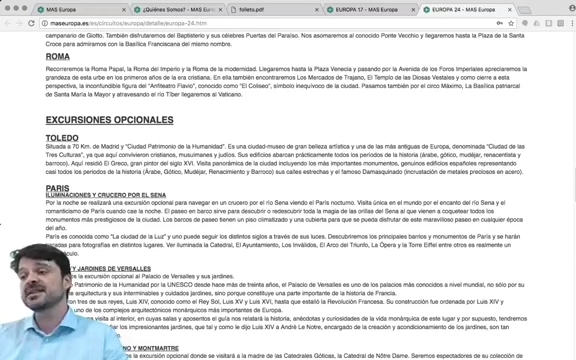 MAS Europa
¿Quiénes Somos? - MAS Eur
follets.pdf
EUROPA 17 - MAS Europa
EUROPA 24 - MAS Europa
maseuropa.es/es/circuitos/europa/detalle/europa-24.htm
campanario de Giotto. También disfrutaremos del Baptisterio y sus célebres Puertas del Paraíso. Nos asomaremos al conocido Ponte Vecchio y llegaremos hasta la Plaza de la Santa
Croce para admirarnos con la Basílica Franciscana del mismo nombre.
ROMA
Recorreremos la Roma Papal, la Roma del Imperio y la Roma de la modernidad. Llegaremos hasta la Plaza Venecia y pasando por la Avenida de los Foros Imperiales apreciaremos la
grandeza de esta urbe en los primeros años de la era cristiana. En ella también encontraremos Los Mercados de Trajano, El Templo de las Diosas Vestales y como cierre a esta
perspectiva, la inconfundible figura del "Anfiteatro Flavio", conocido como "El Coliseo", símbolo inequívoco de la ciudad. Pasamos también por el circo Máximo, La Basílica patriarcal
de Santa María la Mayor y atravesando el río Tíber llegaremos al Vaticano.
EXCURSIONES OPCIONALES
TOLEDO
Situada a 70 Km. de Madrid y "Ciudad Patrimonio de la Humanidad". Es una ciudad-museo de gran belleza artística y una de las más antiguas de Europa, denominada "Ciudad de las
Tres Culturas", ya que aquí convivieron cristianos, musulmanes y judíos. Sus edificios abarcan prácticamente todos los periodos de la historia (árabe, gótico, mudéjar, renacentista y
barroco). Aquí residió El Greco, gran pintor del siglo XVI. Visita panorámica de la ciudad incluyendo los más importantes monumentos, genuinos edificios españoles representando
casi todos los periodos de la historia (Árabe, Gótico, Mudéjar, Renacimiento y Barroco) sus calles estrechas y el famoso Damasquinado (incrustación de metales preciosos en acero).
PARIS
ILUMINACIONES Y CRUCERO POR EL SENA
Por la noche se realizará una excursión opcional para navegar en un crucero por el río Sena viendo el París nocturno. Visita única en el mundo por el encanto del río Sena y el
romanticismo de París cuando cae la noche. El paseo en barco sirve para descubrir o redescubrir toda la magia de las orillas del Sena al que vienen a coquetear todos los
monumentos más prestigiosos de la ciudad. Los barcos de paseo tienen un piso climatizado y una cubierta para que se pueda disfrutar de este maravilloso paseo en cualquier época
del año.
París es conocida como "La ciudad de la Luz" y uno puede seguir los distintos siglos a través de sus luces. Descubriremos los principales barrios y monumentos de París y se harán
paradas para fotografías en distintos lugares. Ver iluminada la Catedral, El Ayuntamiento, Los Inválidos, El Arco del Triunfo, La Ópera y la Torre Eiffel entre otros es realmente un
Y JARDINES DE VERSALLES
la excursión opcional al Palacio de Versalles y sus jardines.
Patrimonio de la Humanidad por la UNESCO desde hace más de treinta años, el Palacio de Versalles es uno de los palacios más conocidos a nivel mundial, no sólo por su
arquitectura y sus interminables y cuidados jardines, sino porque constituye una parte importante de la historia de Francia.
tres de sus reyes, Luis XIV, conocido como el Rey Sol, Luis XV y Luis XVI, hasta que estalló la Revolución Francesa. Su construcción fue ordenada por Luis XIV y
uno de los complejos arquitectónicos monárquicos más importantes de Europa.
visita al interior, en cuyas salas y aposentos el guía nos relatará la historia, anécdotas y curiosidades de la vida monárquica de este lugar y por supuesto, tendremos
los impresionantes jardines, que tal y como le dijo Luis XIV a André Le Notre, encargado de la creación y acondicionamiento de los jardines, son tan
Y MONTMARTRE
la excursión opcional donde se visitará a la madre de las Catedrales Góticas, la Catedral de Nôtre Dame. Seremos espectadores de la colección de